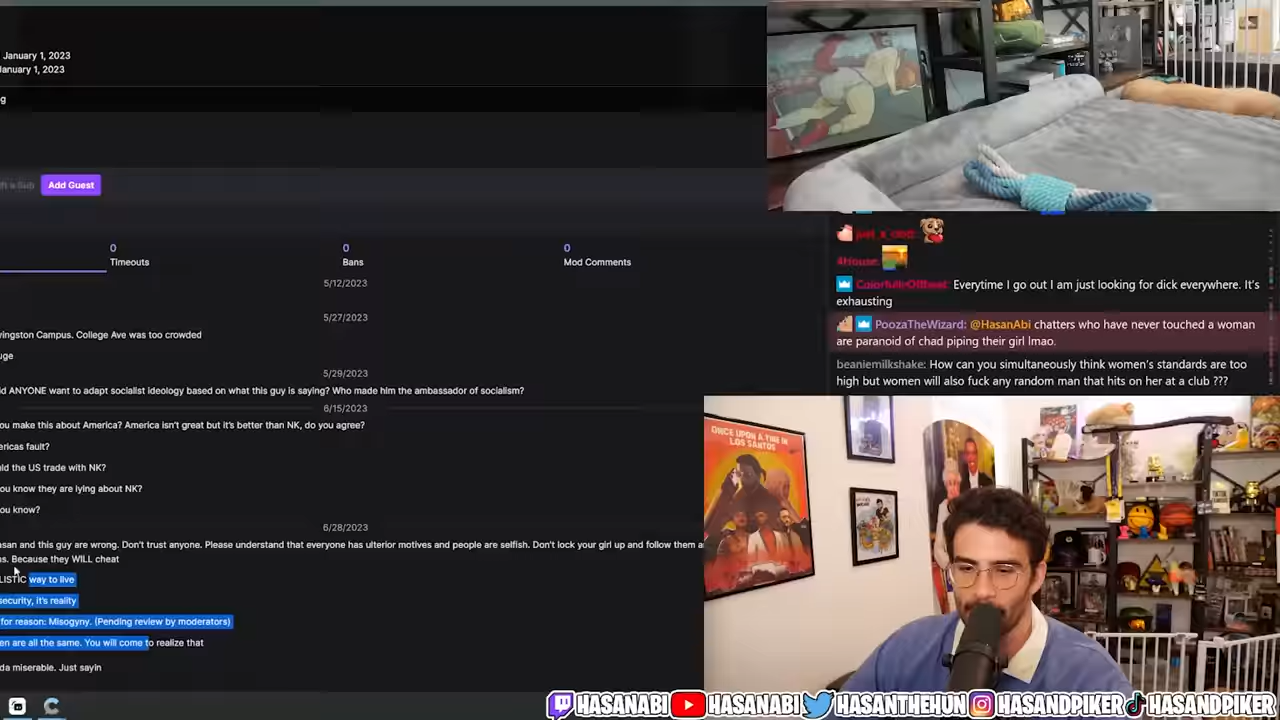 January 1, 2023
January 1, 2023
g
Add Guest
0
Timeouts
0
Bans
0
Mod Comments
5/12/2023
5/27/2023
vingston Campus. College Ave was too crowded
uge
5/29/2023
ld ANYONE want to adapt socialist ideology based on what this guy is saying? Who made him the ambassador of socialism?
6/15/2023
ou make this about America? America isn't great but it's better than NK, do you agree?
ericas fault?
ld the US trade with NK?
you know they are lying about NK?
ou know?
6/28/2023
asan and this guy are wrong. Don't trust anyone. Please understand that everyone has ulterior motives and people are selfish. Don't lock your girl up and follow them a
s. Because they WILL cheat
LISTIC way to live
security, it's reality
for reason: Misogyny. (Pending review by moderators)
en are all the same. You will come to realize that
da miserable. Just sayin
4House:
Everytime I go out I am just looking for dick everywhere. It's
exhausting
PoozaTheWizard: @HasanAbi chatters who have never touched a woman
are paranoid of chad piping their girl lmao.
beaniemilkshake: How can you simultaneously think women's standards are too
high but women will also fuck any random man that hits on her at a club ???
ONCE UPON A TIME IN
LOS SANTOS
HASANABI HASANABI HASANTHEHUN HASANDPIKER HASANDPIKER